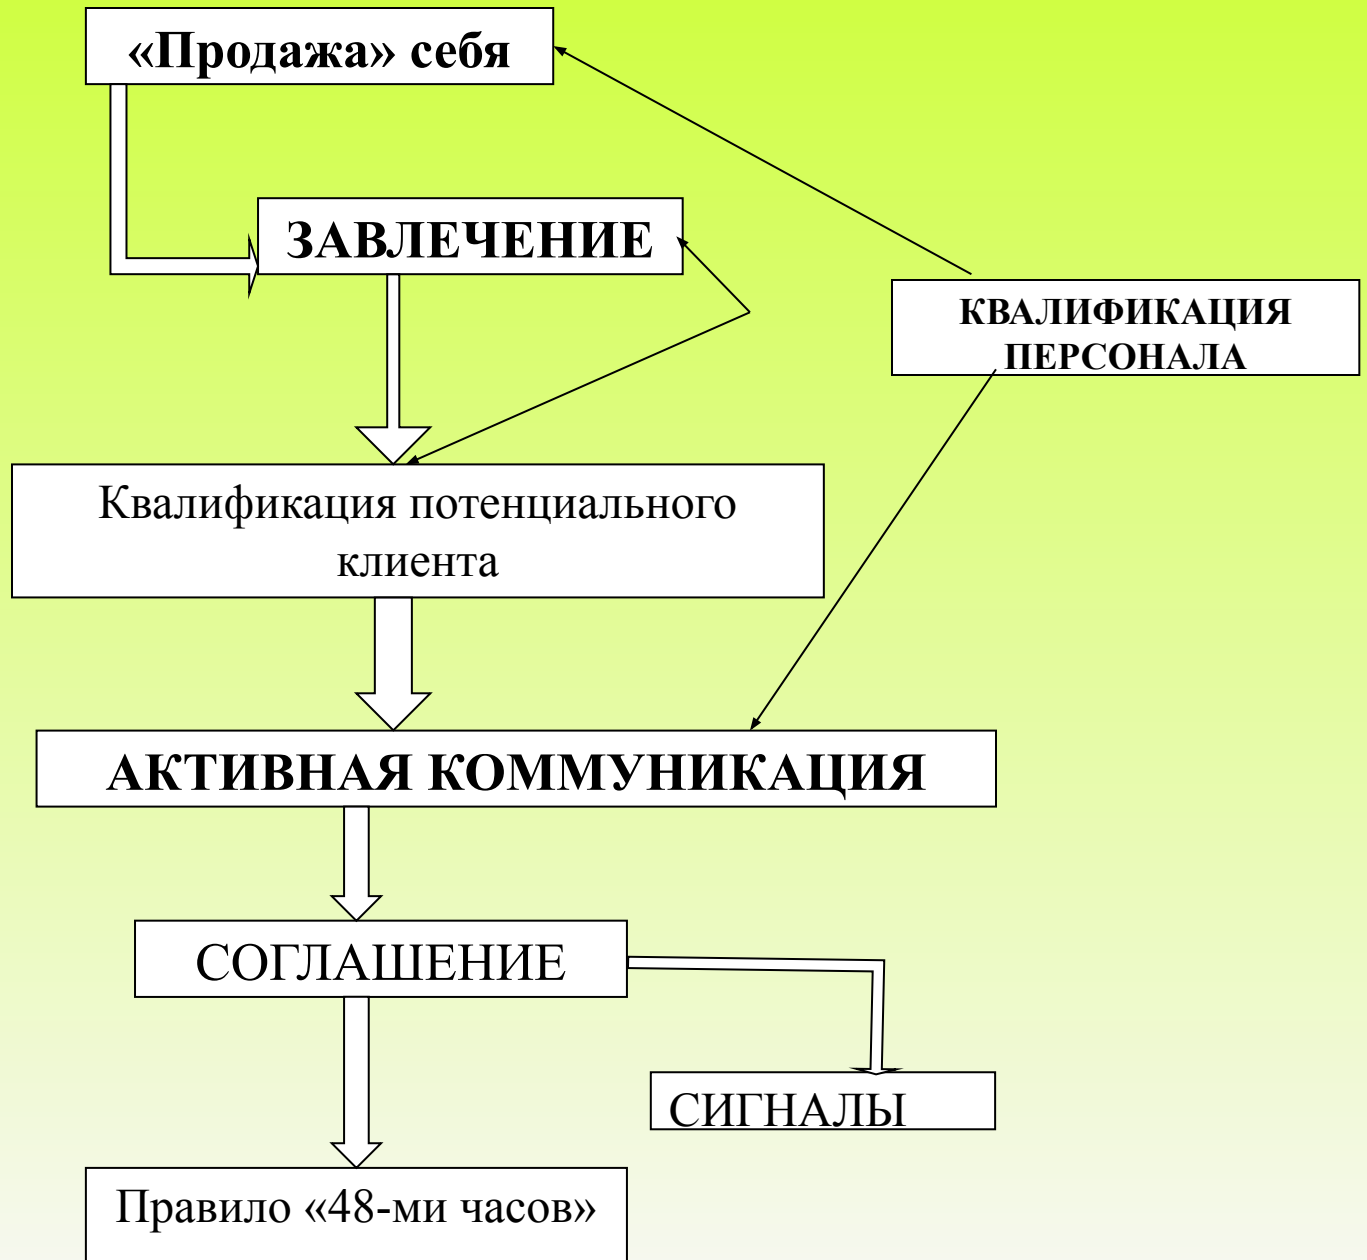 «Продажа» себя
ЗАВЛЕЧЕНИЕ
КВАЛИФИКАЦИЯ
ПЕРСОНАЛА
Квалификация потенциального
клиента
АКТИВНАЯ КОММУНИКАЦИЯ
СОГЛАШЕНИЕ
СИГНАЛЫ
Правило «48-ми часов»